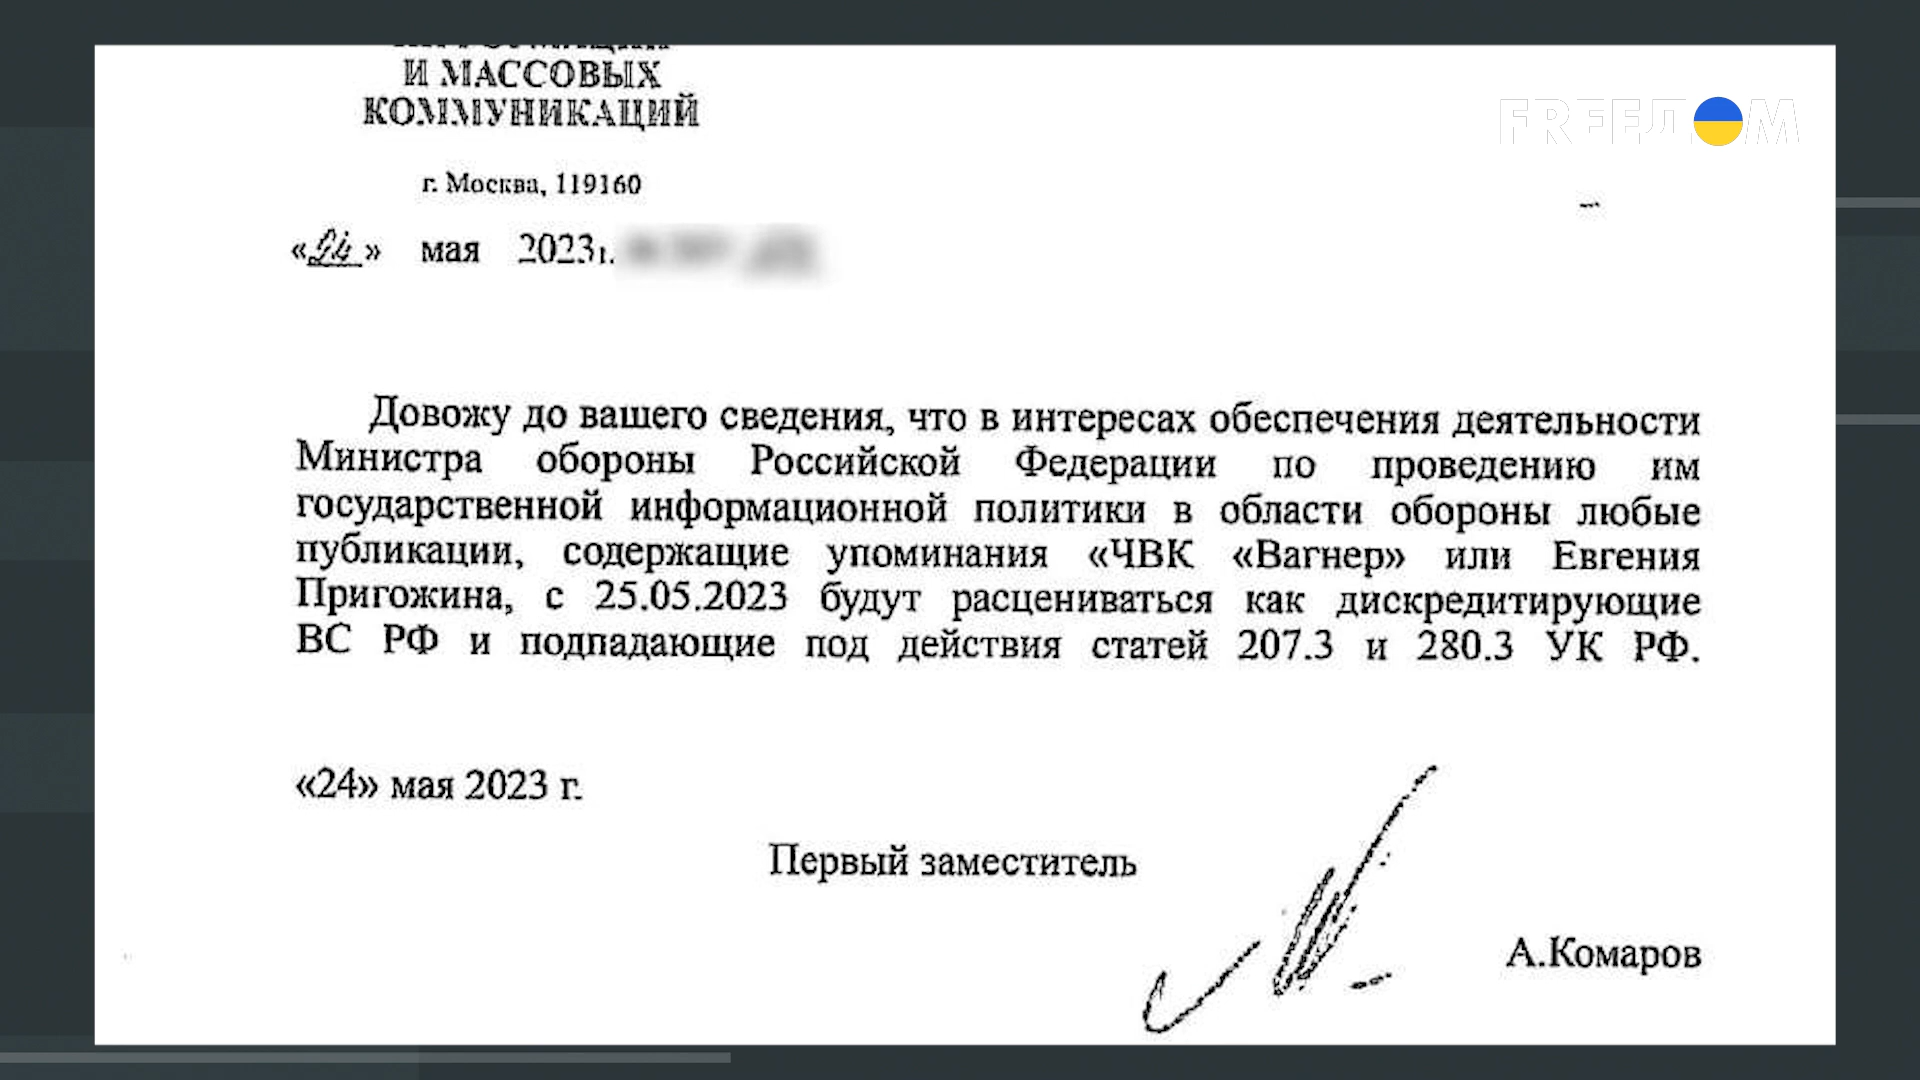 И МАССОВЫХ
КОММУНИКАЦИЙ
FREEДOM
г. Москва, 119160
«24» мая 2023г.
Довожу до вашего сведения, что в интересах обеспечения деятельности
Министра обороны Российской Федерации по проведению им
государственной информационной политики в области обороны любые
публикации, содержащие упоминания «ЧВК «Вагнер» или Евгения
Пригожина, с 25.05.2023 будут расцениваться как дискредитирующие
ВС РФ и подпадающие под действия статей 207.3 и 280.3 УК РФ.
«24» мая 2023 г.
Первый заместитель
А.Комаров